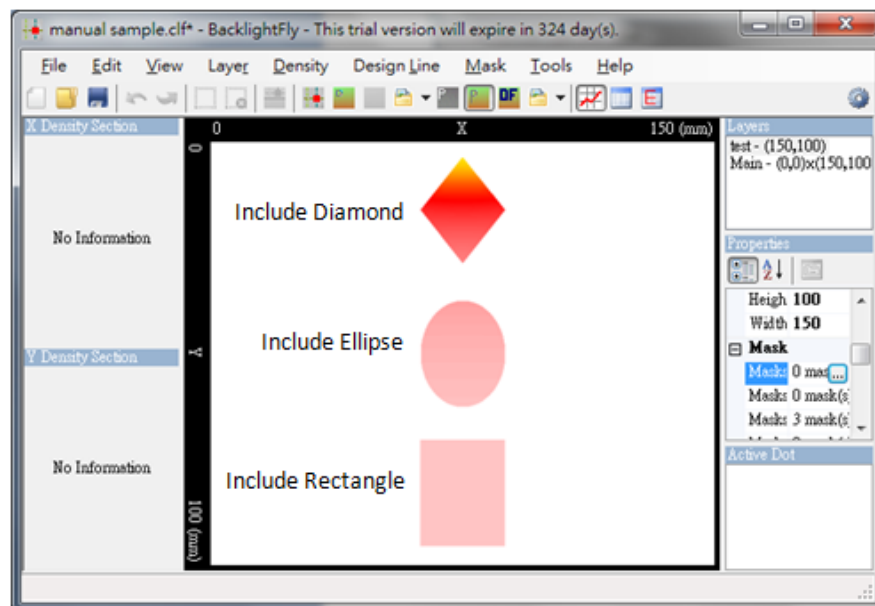 manual sample.clf* - BacklightFly - This trial version will expire in 324 day(s).
File Edit View Layer Density Design Line Mask Tools Help
DF
E
X Density Section
No Information
Y Density Section
No Information
0 X 150 (mm)
0
Y
100 (mm)
Include Diamond
Include Ellipse
Include Rectangle
Layers
test - (150,100)
Main - (0,0)x(150,100
Properties
Heigh 100
Width 150
Mask
Masks 0 mas ...
Masks 0 mask(s)
Masks 3 mask(s)
Active Dot